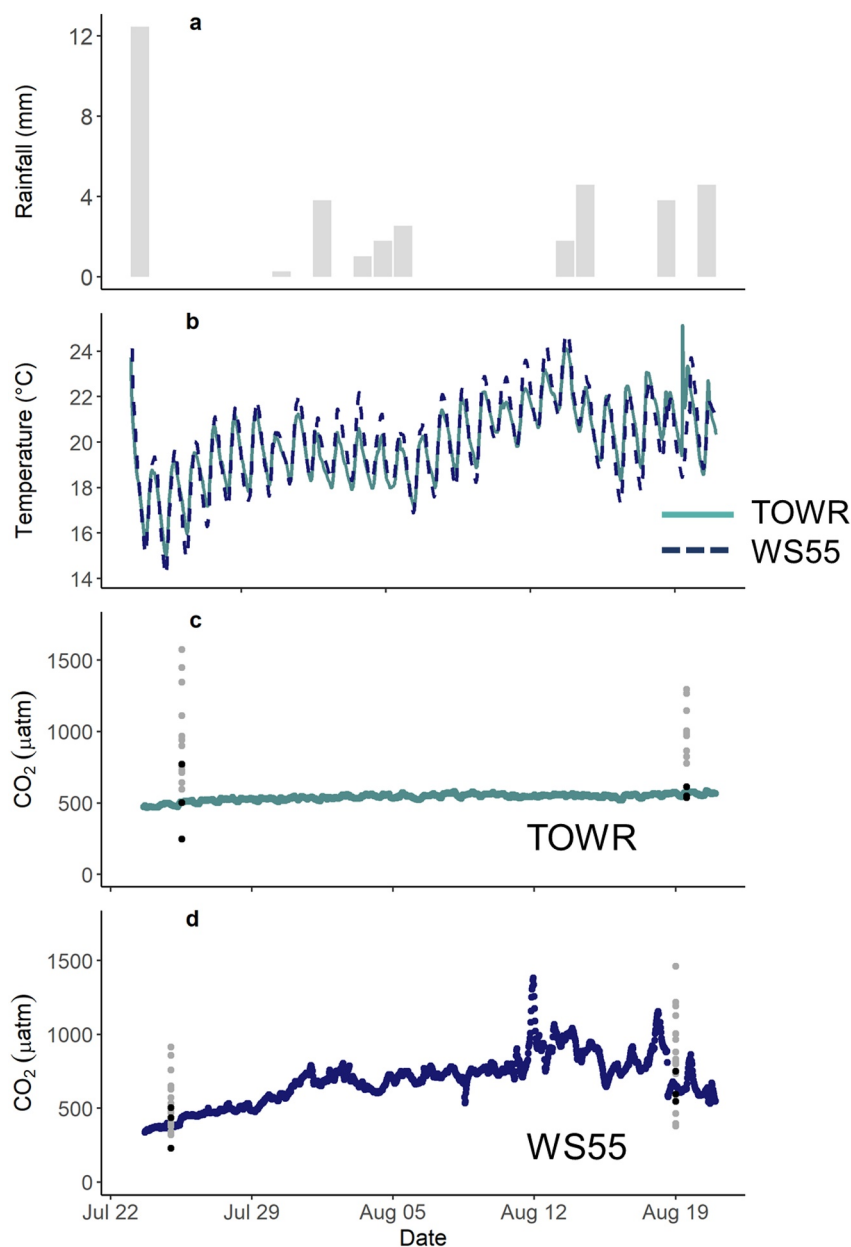 a
Rainfall (mm)
12
8
4
0
b
Temperature (°C)
24
22
20
18
16
14
TOWR
WS55
c
CO2 (μatm)
1500
1000
500
0
TOWR
d
CO2 (μatm)
1500
1000
500
0
WS55
Jul 22 Jul 29 Aug 05 Aug 12 Aug 19
Date